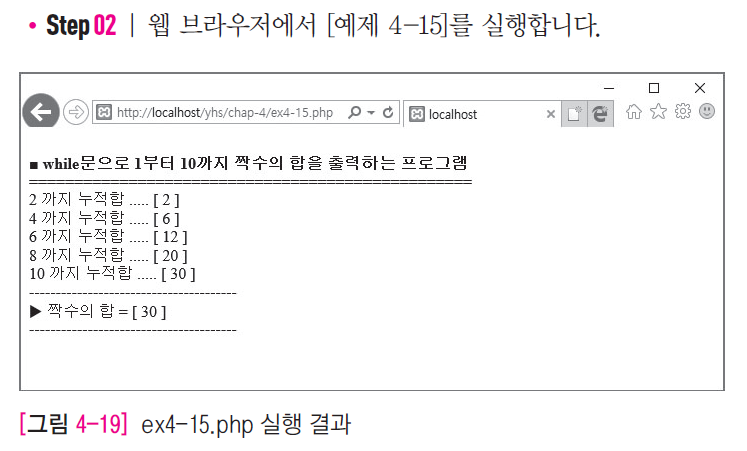 • Step 02 | 웹 브라우저에서 [예제 4-15]를 실행합니다.
http://localhost/yhs/chap-4/ex4-15.php
localhost
■ while문으로 1부터 10까지 짝수의 합을 출력하는 프로그램
=================================================
2 까지 누적합 ..... [ 2 ]
4 까지 누적합 ..... [ 6 ]
6 까지 누적합 ..... [ 12 ]
8 까지 누적합 ..... [ 20 ]
10 까지 누적합 ..... [ 30 ]
---------------------------------------
▶ 짝수의 합 = [ 30 ]
---------------------------------------
[그림 4-19] ex4-15.php 실행 결과